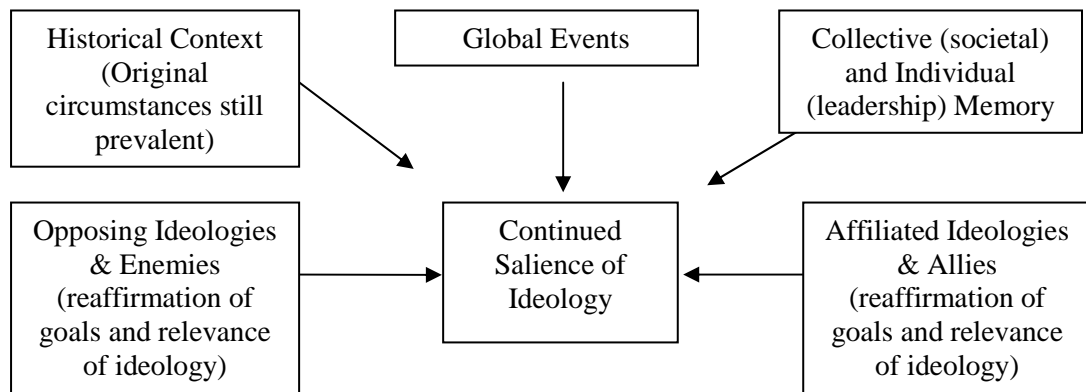 Historical Context
(Original
circumstances still
prevalent)
Global Events
Collective (societal)
and Individual
(leadership) Memory
Opposing Ideologies
& Enemies
(reaffirmation of
goals and relevance
of ideology)
Continued
Salience of
Ideology
Affiliated Ideologies
& Allies
(reaffirmation of
goals and relevance
of ideology)